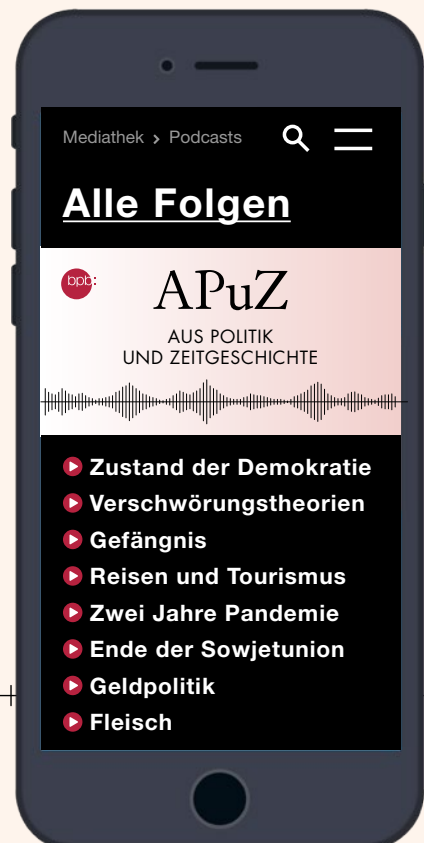 Mediathek > Podcasts
Alle Folgen
bpb:
APuZ
AUS POLITIK
UND ZEITGESCHICHTE
Zustand der Demokratie
Verschwörungstheorien
Gefängnis
Reisen und Tourismus
Zwei Jahre Pandemie
Ende der Sowjetunion
Geldpolitik
Fleisch